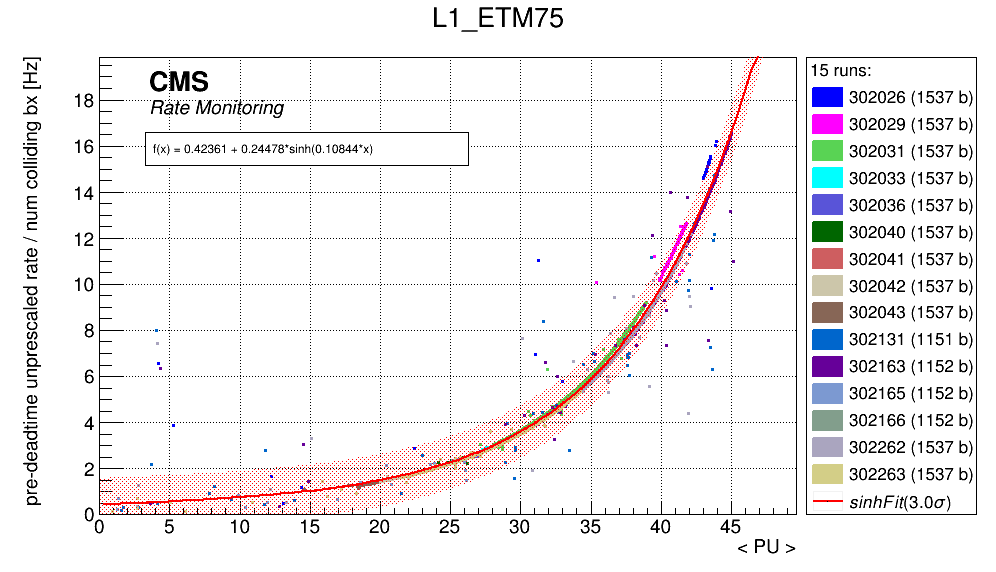 L1_ETM75
pre-deadtime unprescaled rate / num colliding bx [Hz]
CMS
Rate Monitoring
f(x) = 0.42361 + 0.24478*sinh(0.10844*x)
18
16
14
12
10
8
6
4
2
0
0 5 10 15 20 25 30 35 40 45
< PU >
15 runs:
302026 (1537 b)
302029 (1537 b)
302031 (1537 b)
302033 (1537 b)
302036 (1537 b)
302040 (1537 b)
302041 (1537 b)
302042 (1537 b)
302043 (1537 b)
302131 (1151 b)
302163 (1152 b)
302165 (1152 b)
302166 (1152 b)
302262 (1537 b)
302263 (1537 b)
sinhFit(3.0σ)